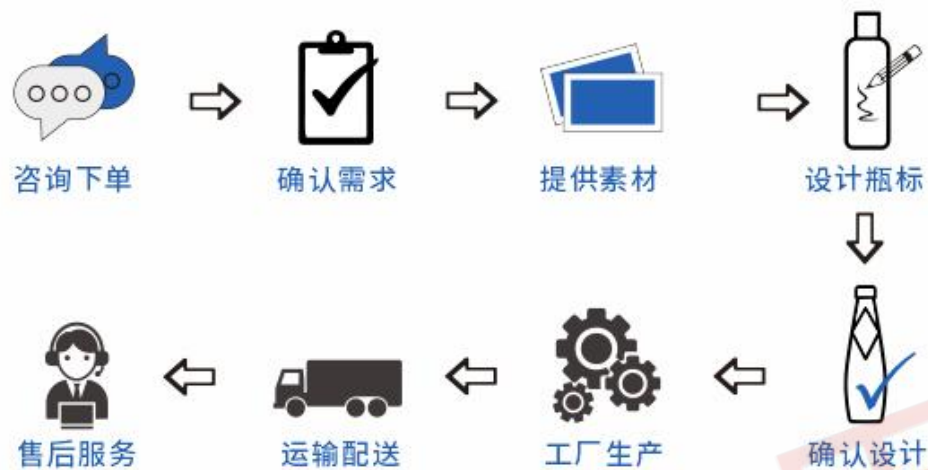 咨询下单
确认需求
提供素材
设计瓶标
确认设计
工厂生产
运输配送
售后服务